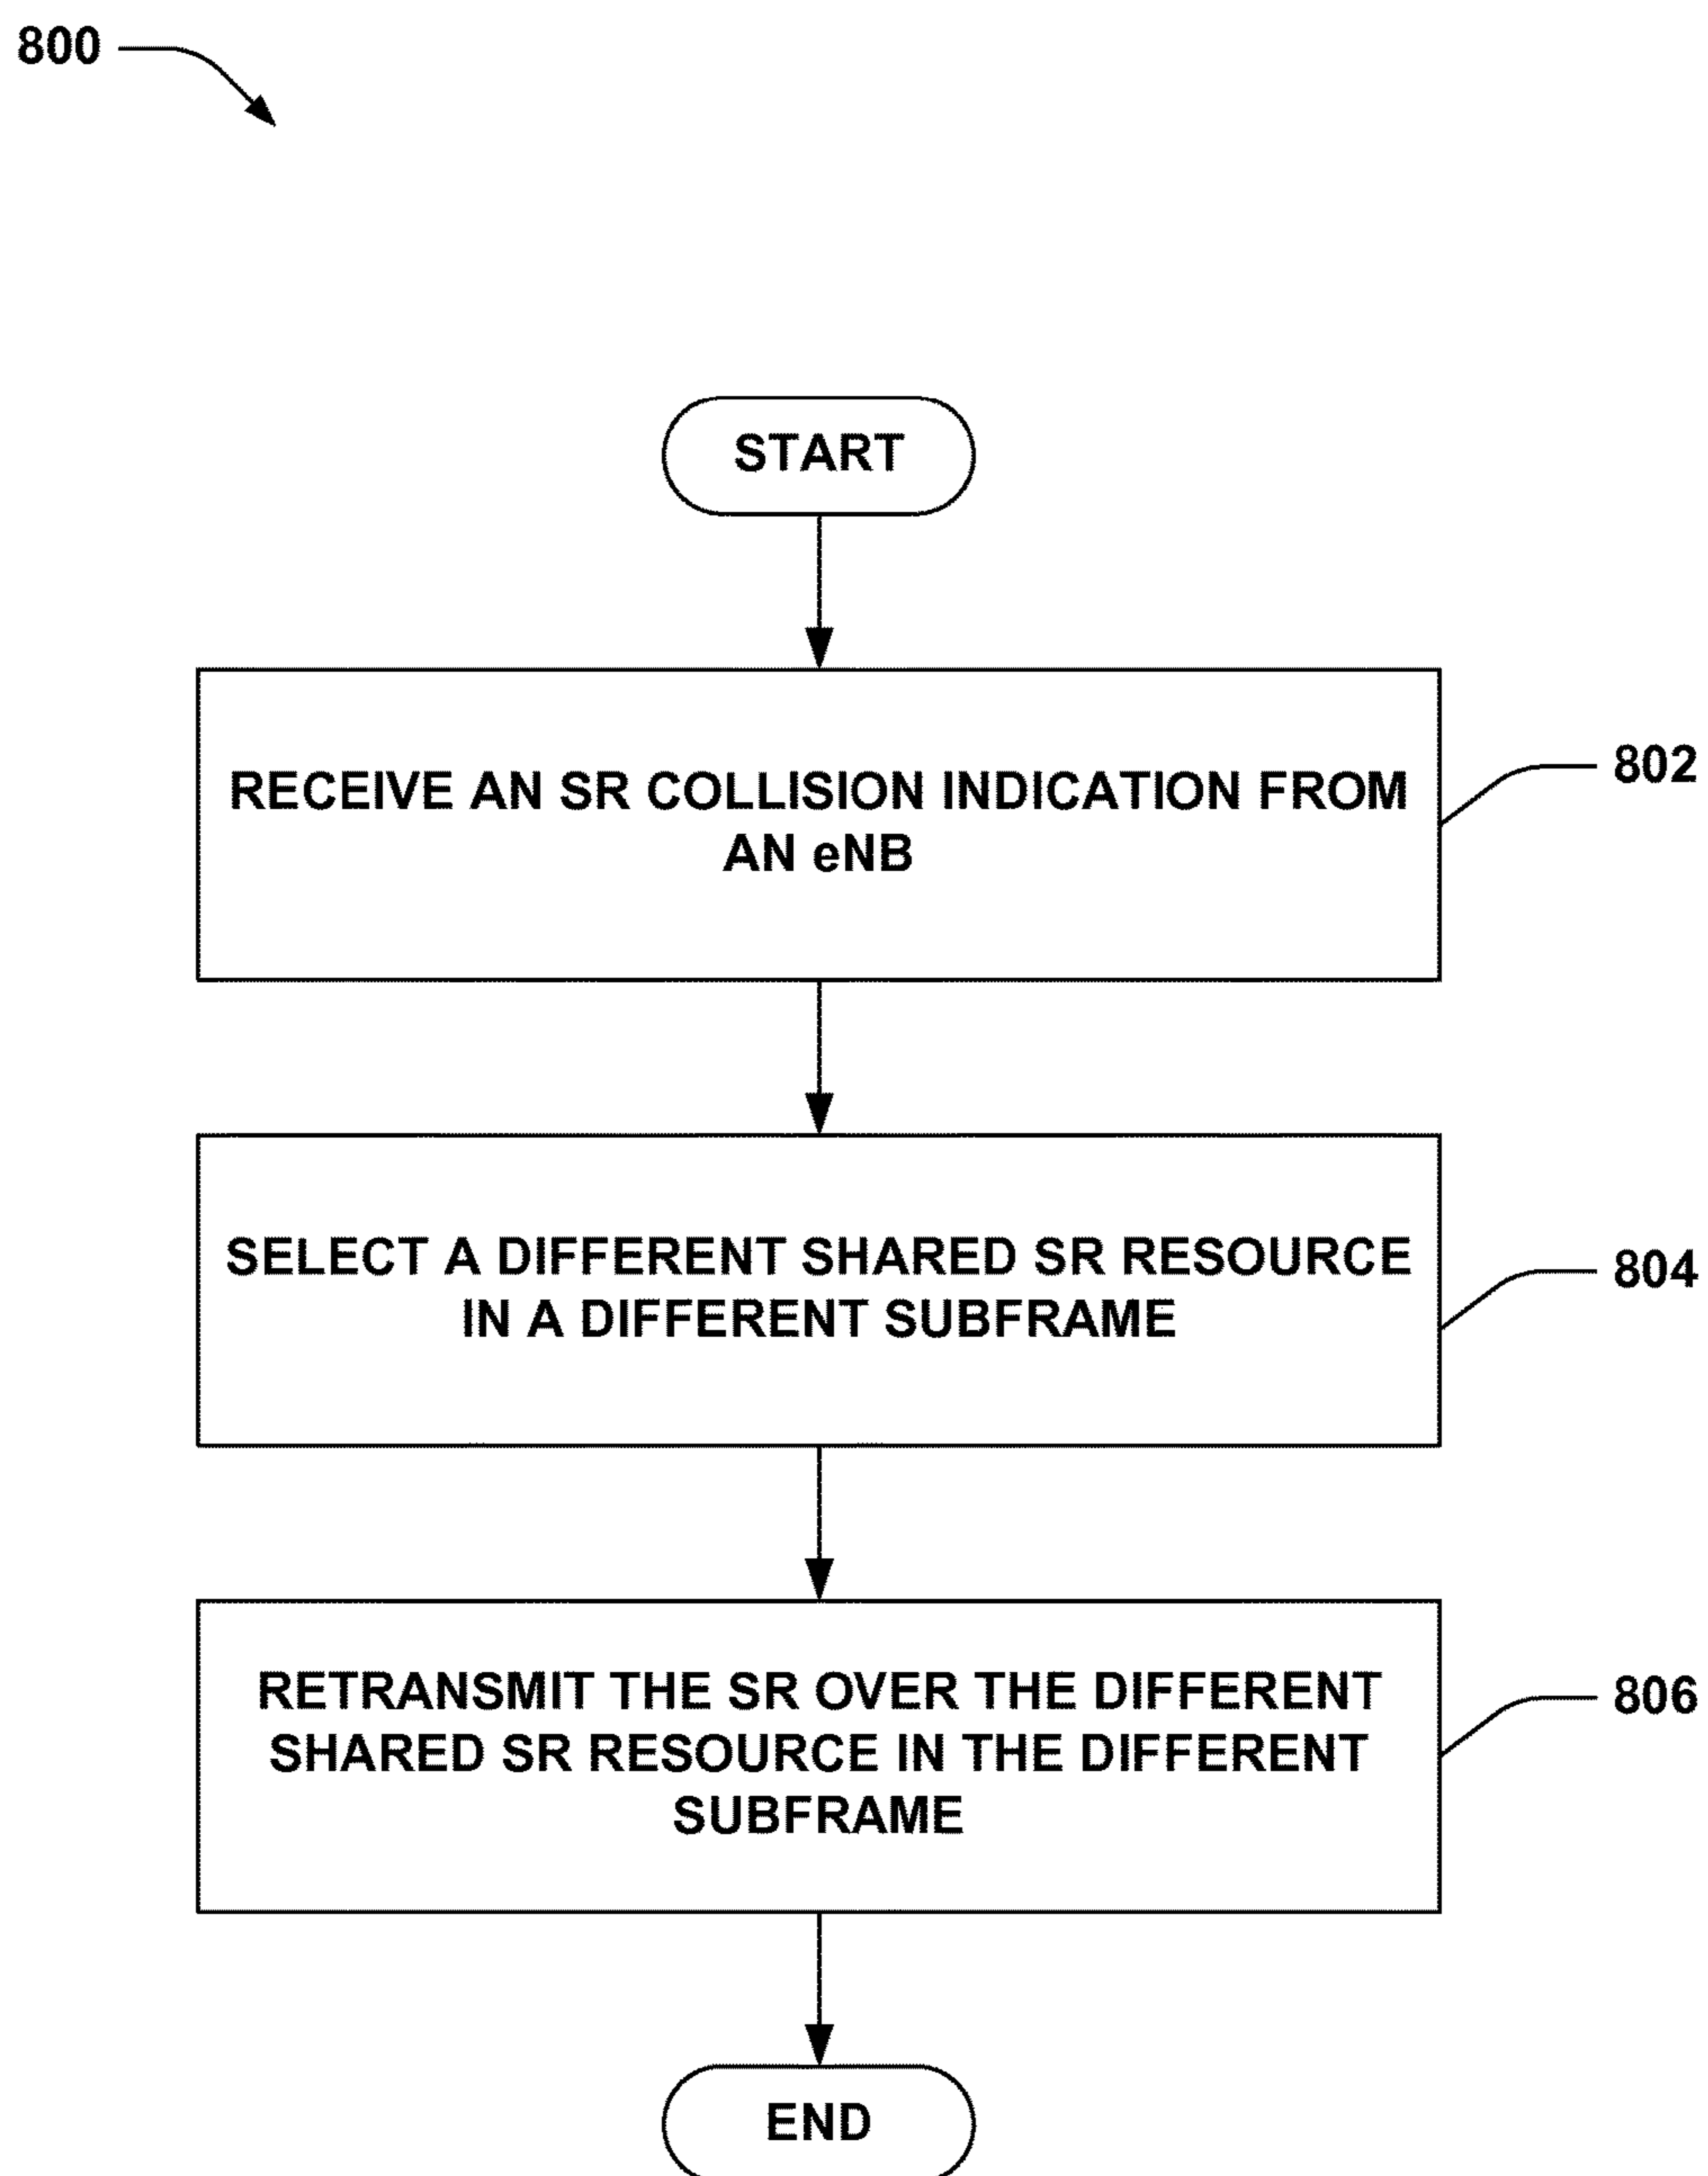 800
START
RECEIVE AN SR COLLISION INDICATION FROM
AN eNB
802
SELECT A DIFFERENT SHARED SR RESOURCE
IN A DIFFERENT SUBFRAME
804
RETRANSMIT THE SR OVER THE DIFFERENT
SHARED SR RESOURCE IN THE DIFFERENT
SUBFRAME
806
END